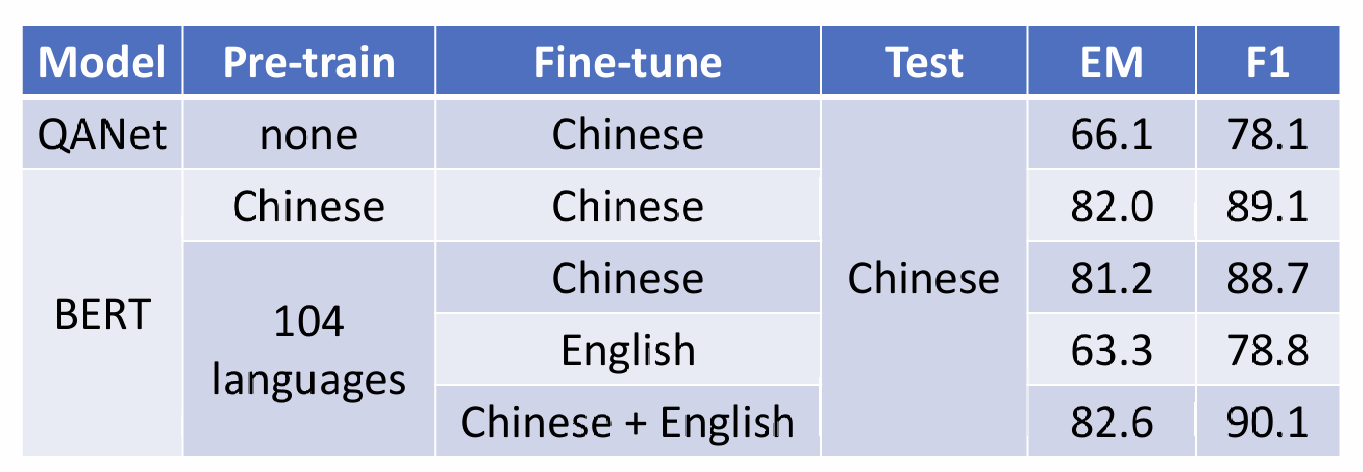 Model Pre-train Fine-tune Test EM F1
QANet none Chinese 66.1 78.1
Chinese Chinese 82.0 89.1
BERT 104 languages Chinese Chinese 81.2 88.7
English 63.3 78.8
Chinese + English 82.6 90.1